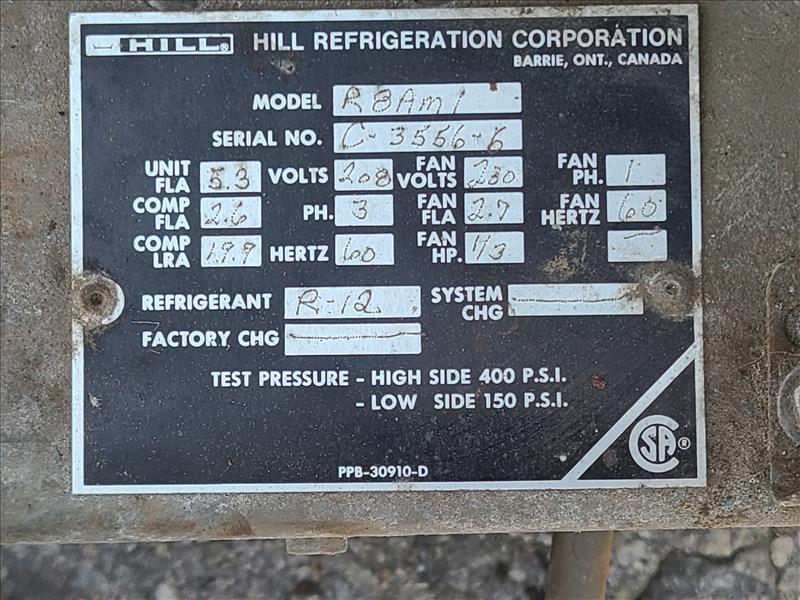 HILL® HILL REFRIGERATION CORPORATION
BARRIE, ONT., CANADA
MODEL R8Am1
SERIAL NO. C-3556-6
UNIT FLA 5.3 VOLTS 208 FAN VOLTS 230 FAN PH. 1
COMP FLA 2.6 PH. 3 FAN FLA 2.7 FAN HERTZ 60
COMP LRA 19.9 HERTZ 60 FAN HP. 1/3
REFRIGERANT R-12 SYSTEM CHG
FACTORY CHG
TEST PRESSURE - HIGH SIDE 400 P.S.I.
- LOW SIDE 150 P.S.I.
CSA®
PPB-30910-D